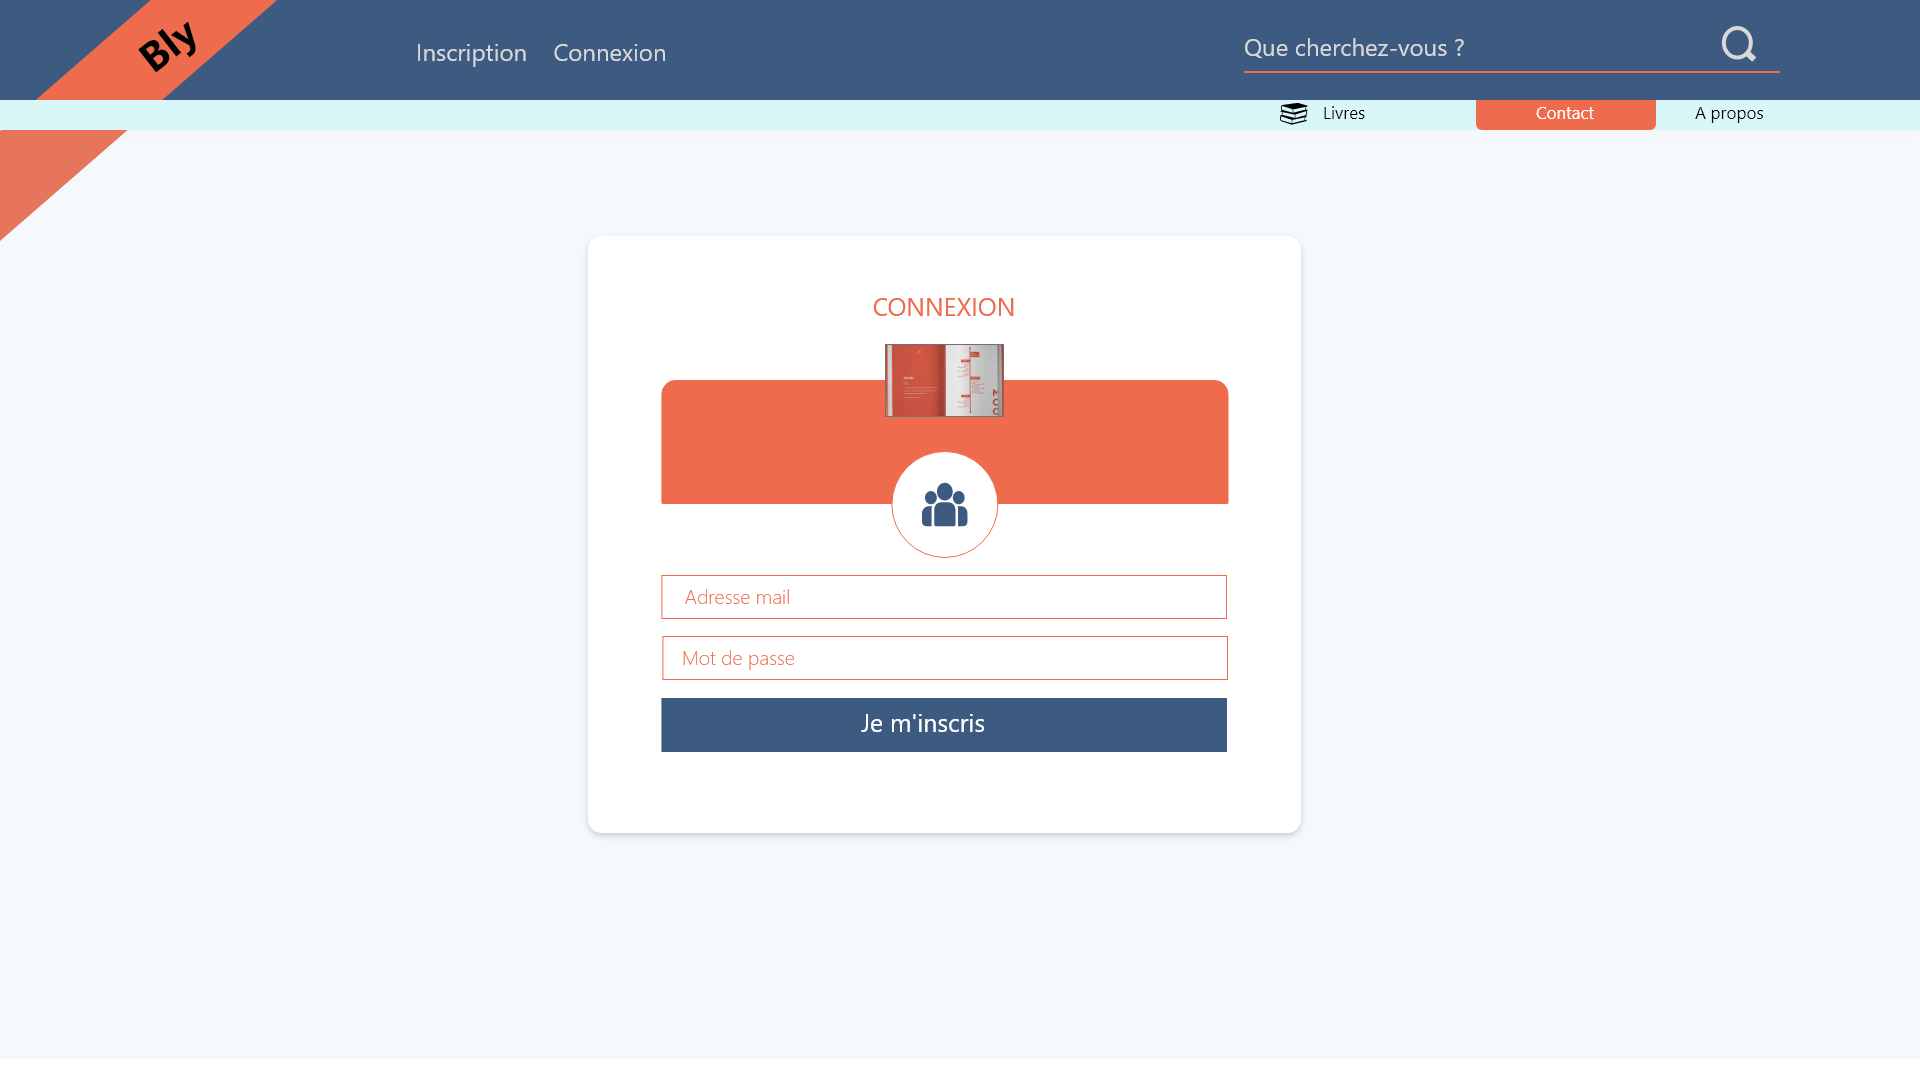 Bly
Inscription Connexion
Que cherchez-vous ?
Livres
Contact
A propos
CONNEXION
Adresse mail
Mot de passe
Je m'inscris